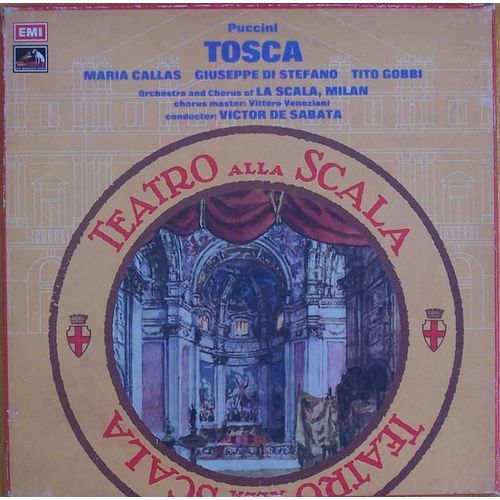 EMI
Puccini
TOSCA
MARIA CALLAS GIUSEPPE DI STEFANO TITO GOBBI
Orchestra and Chorus of LA SCALA, MILAN
chorus master: Vittore Veneziani
conductor: VICTOR DE SABATA
TEATRO ALLA SCALA
TEATRO
SCALA